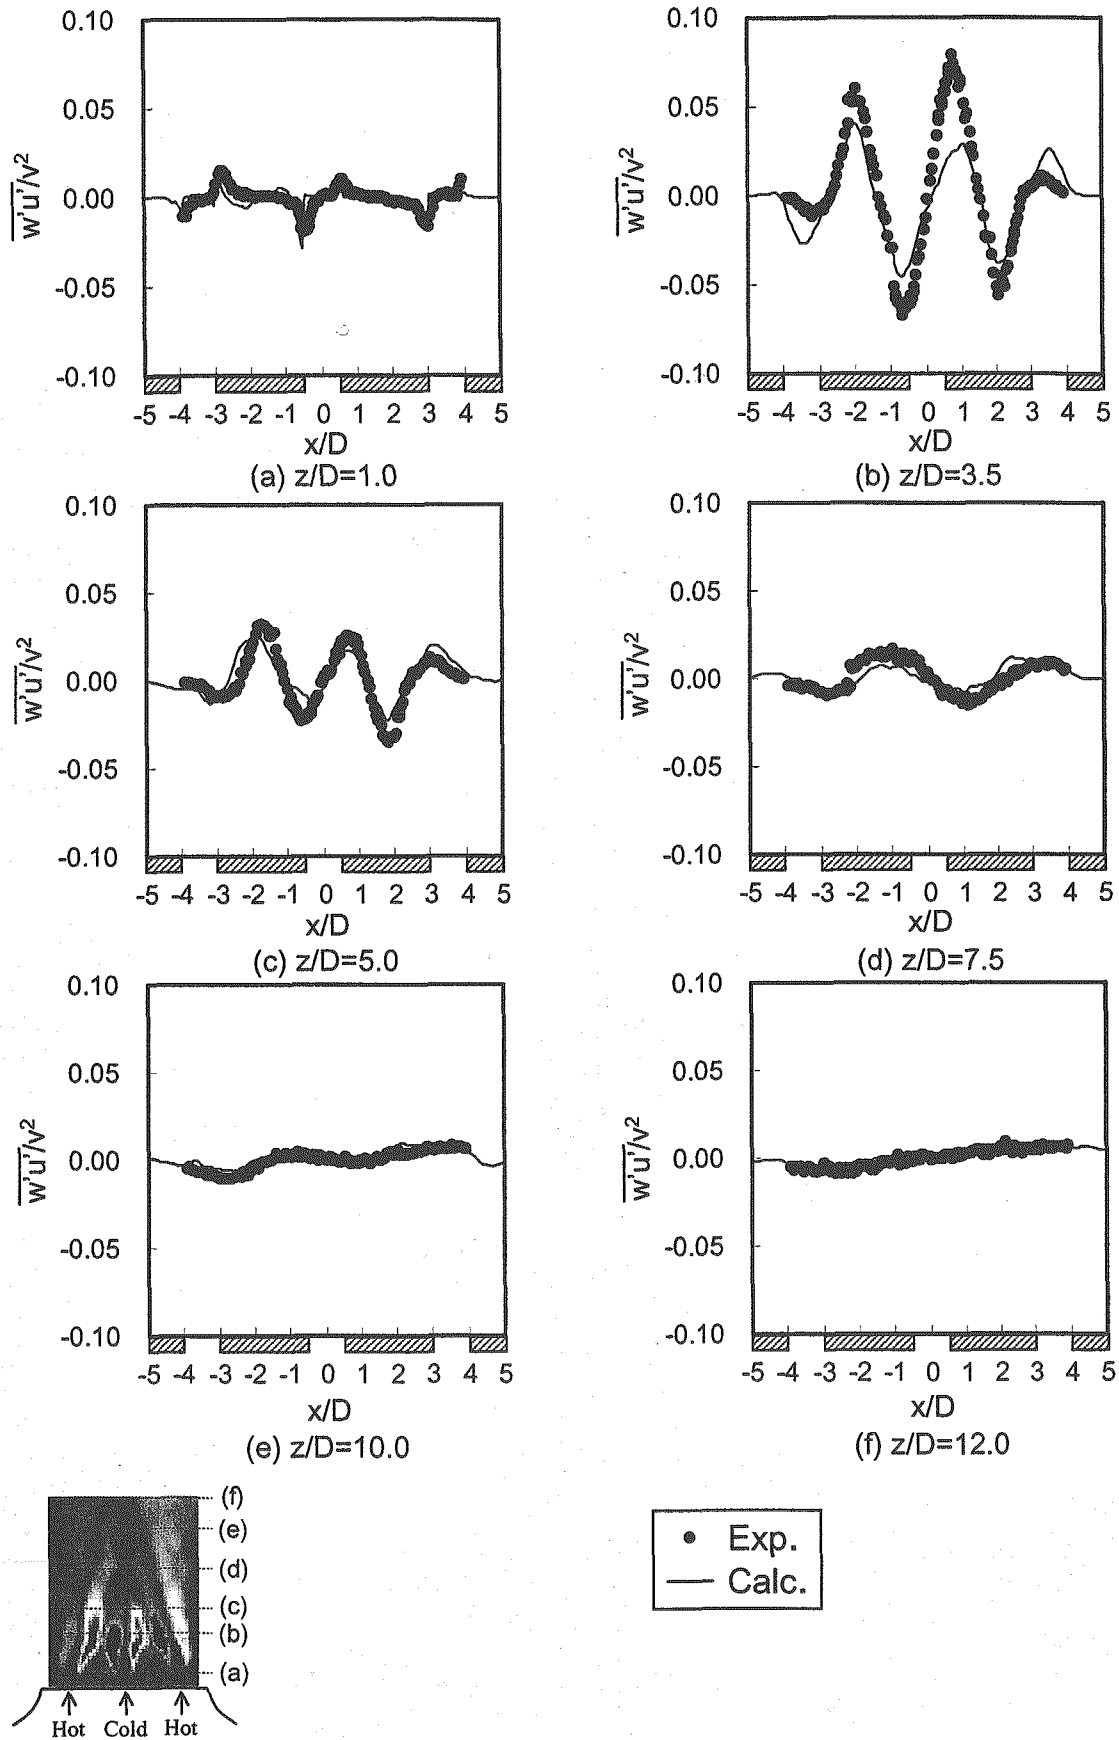 0.10
0.05
0.00
-0.05
-0.10
w'u'/v²
-5 -4 -3 -2 -1 0 1 2 3 4 5
x/D
(a) z/D=1.0
0.10
0.05
0.00
-0.05
-0.10
w'u'/v²
-5 -4 -3 -2 -1 0 1 2 3 4 5
x/D
(b) z/D=3.5
0.10
0.05
0.00
-0.05
-0.10
w'u'/v²
-5 -4 -3 -2 -1 0 1 2 3 4 5
x/D
(c) z/D=5.0
0.10
0.05
0.00
-0.05
-0.10
w'u'/v²
-5 -4 -3 -2 -1 0 1 2 3 4 5
x/D
(d) z/D=7.5
0.10
0.05
0.00
-0.05
-0.10
w'u'/v²
-5 -4 -3 -2 -1 0 1 2 3 4 5
x/D
(e) z/D=10.0
0.10
0.05
0.00
-0.05
-0.10
w'u'/v²
-5 -4 -3 -2 -1 0 1 2 3 4 5
x/D
(f) z/D=12.0
(f)
(e)
(d)
(c)
(b)
(a)
Hot Cold Hot
Exp.
Calc.